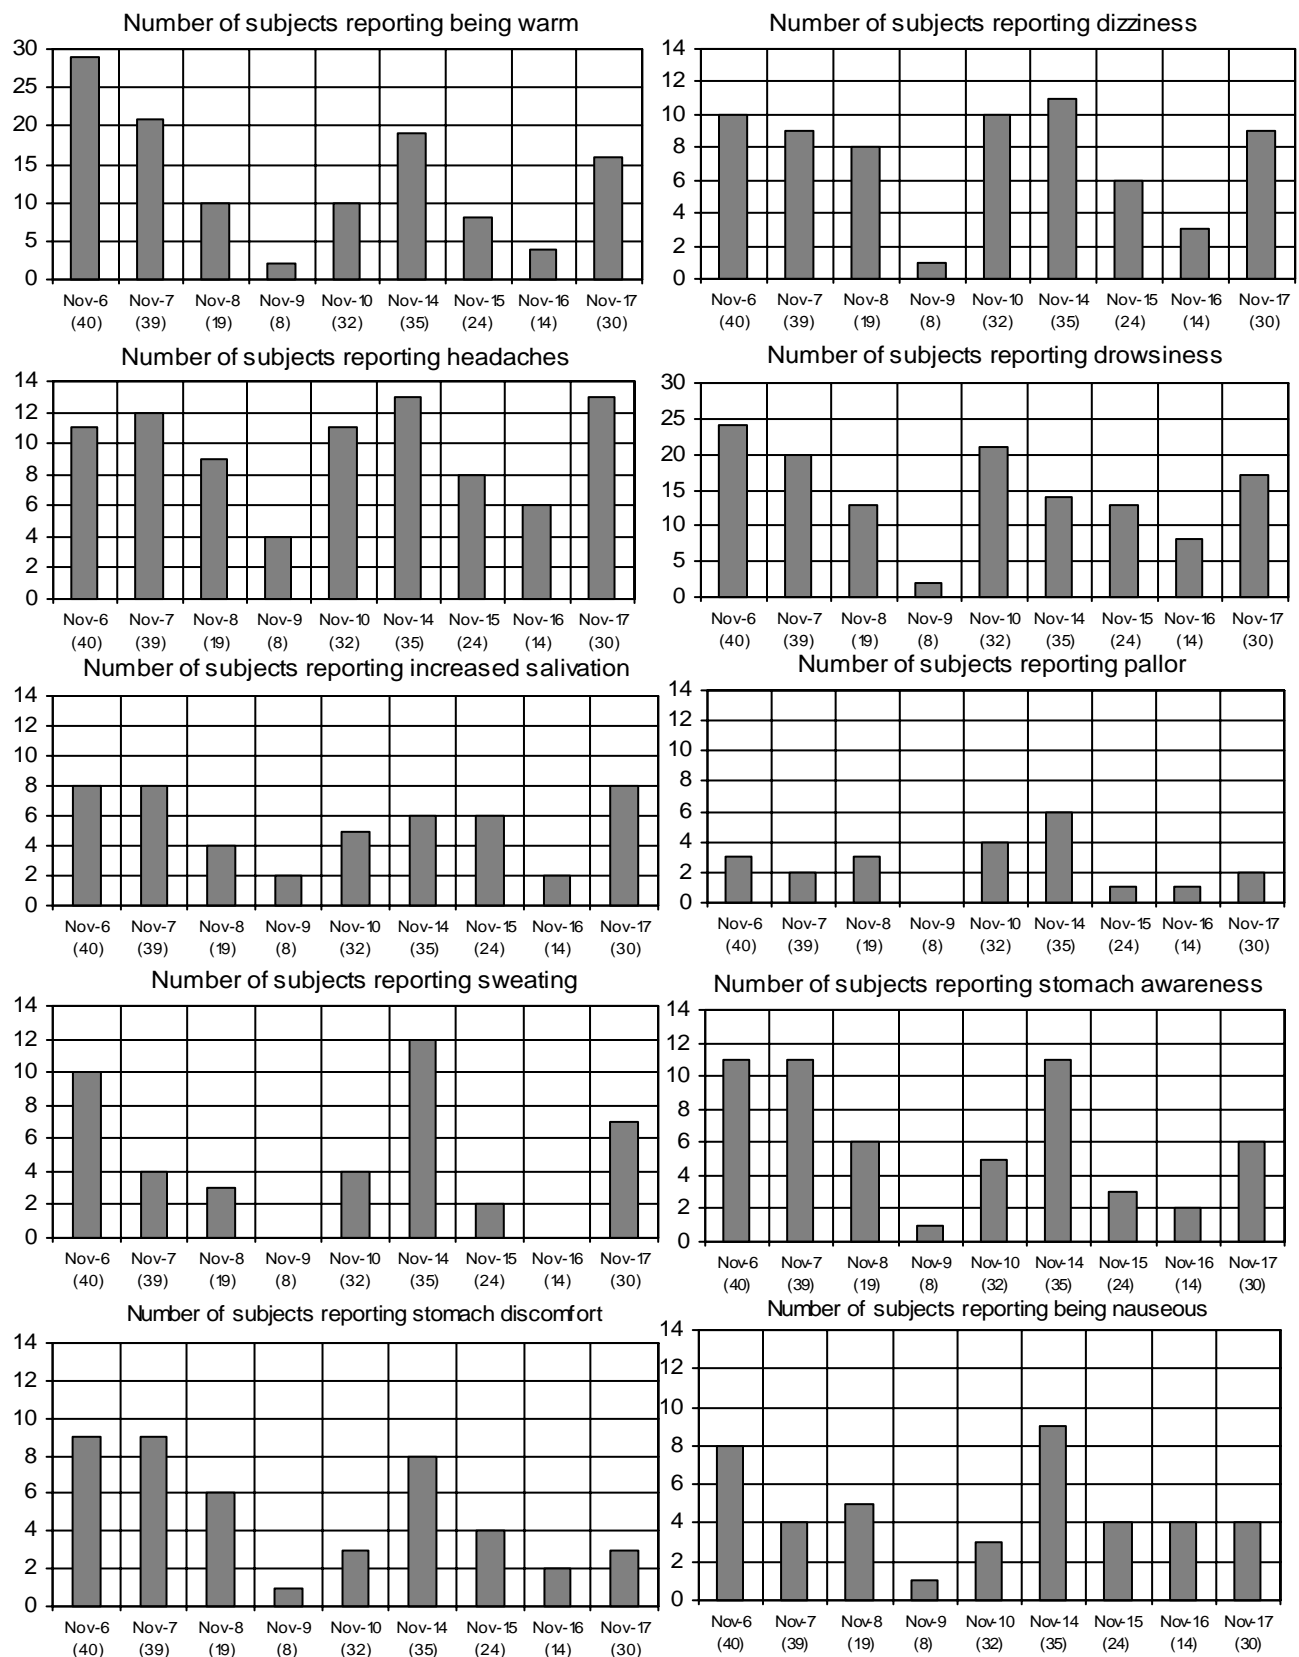 Number of subjects reporting being warm
30
25
20
15
10
5
0
Nov-6 Nov-7 Nov-8 Nov-9 Nov-10 Nov-14 Nov-15 Nov-16 Nov-17
(40) (39) (19) (8) (32) (35) (24) (14) (30)
Number of subjects reporting dizziness
14
12
10
8
6
4
2
0
Nov-6 Nov-7 Nov-8 Nov-9 Nov-10 Nov-14 Nov-15 Nov-16 Nov-17
(40) (39) (19) (8) (32) (35) (24) (14) (30)
Number of subjects reporting headaches
14
12
10
8
6
4
2
0
Nov-6 Nov-7 Nov-8 Nov-9 Nov-10 Nov-14 Nov-15 Nov-16 Nov-17
(40) (39) (19) (8) (32) (35) (24) (14) (30)
Number of subjects reporting drowsiness
30
25
20
15
10
5
0
Nov-6 Nov-7 Nov-8 Nov-9 Nov-10 Nov-14 Nov-15 Nov-16 Nov-17
(40) (39) (19) (8) (32) (35) (24) (14) (30)
Number of subjects reporting increased salivation
14
12
10
8
6
4
2
0
Nov-6 Nov-7 Nov-8 Nov-9 Nov-10 Nov-14 Nov-15 Nov-16 Nov-17
(40) (39) (19) (8) (32) (35) (24) (14) (30)
Number of subjects reporting pallor
14
12
10
8
6
4
2
0
Nov-6 Nov-7 Nov-8 Nov-9 Nov-10 Nov-14 Nov-15 Nov-16 Nov-17
(40) (39) (19) (8) (32) (35) (24) (14) (30)
Number of subjects reporting sweating
14
12
10
8
6
4
2
0
Nov-6 Nov-7 Nov-8 Nov-9 Nov-10 Nov-14 Nov-15 Nov-16 Nov-17
(40) (39) (19) (8) (32) (35) (24) (14) (30)
Number of subjects reporting stomach awareness
14
12
10
8
6
4
2
0
Nov-6 Nov-7 Nov-8 Nov-9 Nov-10 Nov-14 Nov-15 Nov-16 Nov-17
(40) (39) (19) (8) (32) (35) (24) (14) (30)
Number of subjects reporting stomach discomfort
14
12
10
8
6
4
2
0
Nov-6 Nov-7 Nov-8 Nov-9 Nov-10 Nov-14 Nov-15 Nov-16 Nov-17
(40) (39) (19) (8) (32) (35) (24) (14) (30)
Number of subjects reporting being nauseous
14
12
10
8
6
4
2
0
Nov-6 Nov-7 Nov-8 Nov-9 Nov-10 Nov-14 Nov-15 Nov-16 Nov-17
(40) (39) (19) (8) (32) (35) (24) (14) (30)